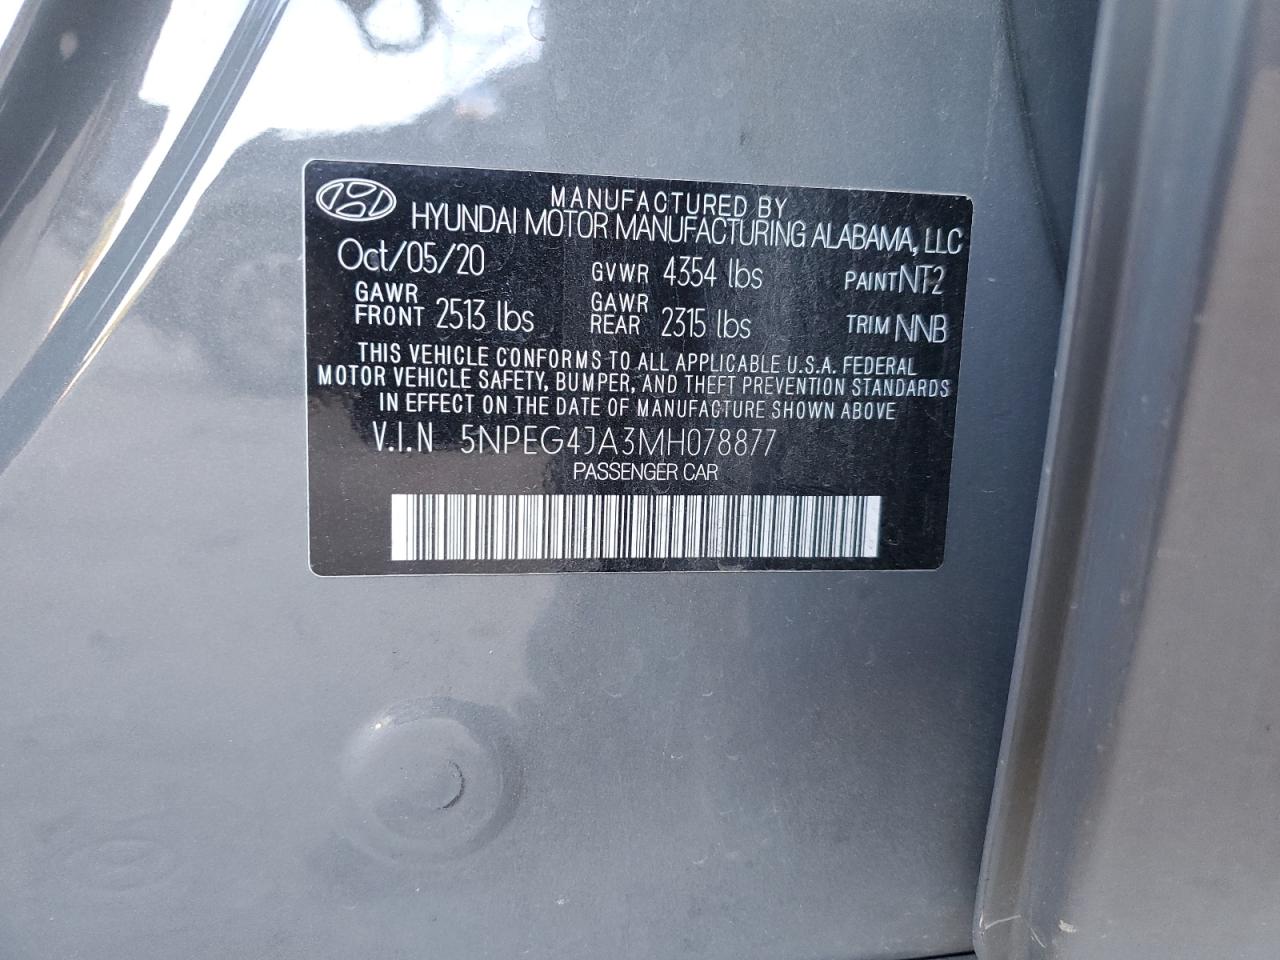 MANUFACTURED BY
HYUNDAI MOTOR MANUFACTURING ALABAMA, LLC
Oct/05/20 GVWR 4354 lbs PAINT NT2
GAWR FRONT 2513 lbs GAWR REAR 2315 lbs TRIM NNB
THIS VEHICLE CONFORMS TO ALL APPLICABLE U.S.A. FEDERAL
MOTOR VEHICLE SAFETY, BUMPER, AND THEFT PREVENTION STANDARDS
IN EFFECT ON THE DATE OF MANUFACTURE SHOWN ABOVE
V.I.N 5NPEG4JA3MH078877
PASSENGER CAR